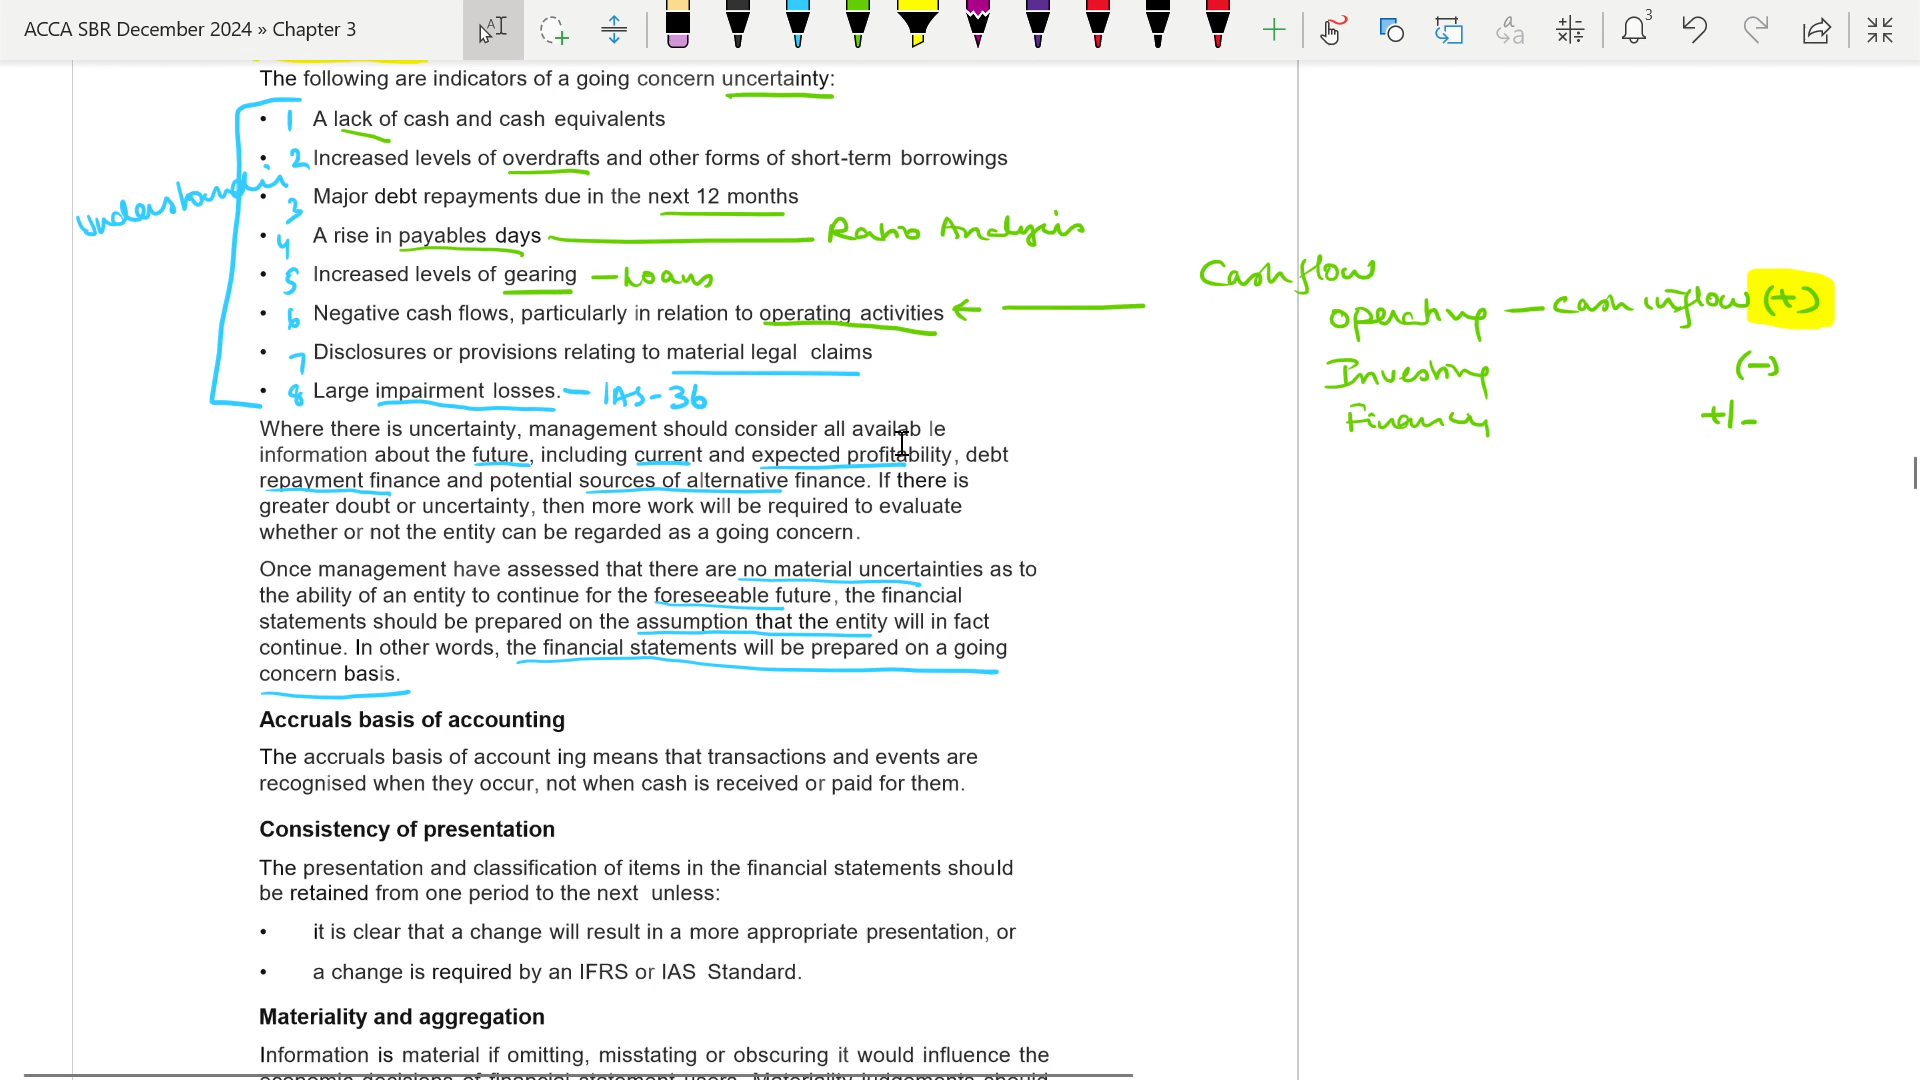 ACCA SBR December 2024 » Chapter 3
3
The following are indicators of a going concern uncertainty:
• 1 A lack of cash and cash equivalents
• 2 Increased levels of overdrafts and other forms of short-term borrowings
understandin
• 3 Major debt repayments due in the next 12 months
• 4 A rise in payables days — Ratio Analysis
• 5 Increased levels of gearing — Loans
Cash flow
• 6 Negative cash flows, particularly in relation to operating activities ←
operating — cash inflow (+)
• 7 Disclosures or provisions relating to material legal claims
Investing (-)
• 8 Large impairment losses. — IAS-36
Financing +/-
Where there is uncertainty, management should consider all availab le
information about the future, including current and expected profitability, debt
repayment finance and potential sources of alternative finance. If there is
greater doubt or uncertainty, then more work will be required to evaluate
whether or not the entity can be regarded as a going concern.
Once management have assessed that there are no material uncertainties as to
the ability of an entity to continue for the foreseeable future, the financial
statements should be prepared on the assumption that the entity will in fact
continue. In other words, the financial statements will be prepared on a going
concern basis.
Accruals basis of accounting
The accruals basis of account ing means that transactions and events are
recognised when they occur, not when cash is received or paid for them.
Consistency of presentation
The presentation and classification of items in the financial statements should
be retained from one period to the next unless:
• it is clear that a change will result in a more appropriate presentation, or
• a change is required by an IFRS or IAS Standard.
Materiality and aggregation
Information is material if omitting, misstating or obscuring it would influence the